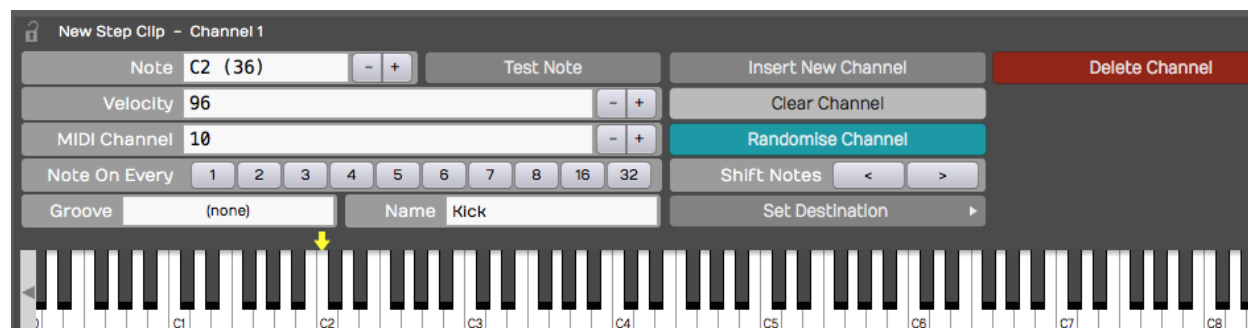 New Step Clip - Channel 1
Note C2 (36) - + Test Note Insert New Channel Delete Channel
Velocity 96 - + Clear Channel
MIDI Channel 10 - + Randomise Channel
Note On Every 1 2 3 4 5 6 7 8 16 32 Shift Notes < >
Groove (none) Name Kick Set Destination
C1 C2 C3 C4 C5 C6 C7 C8